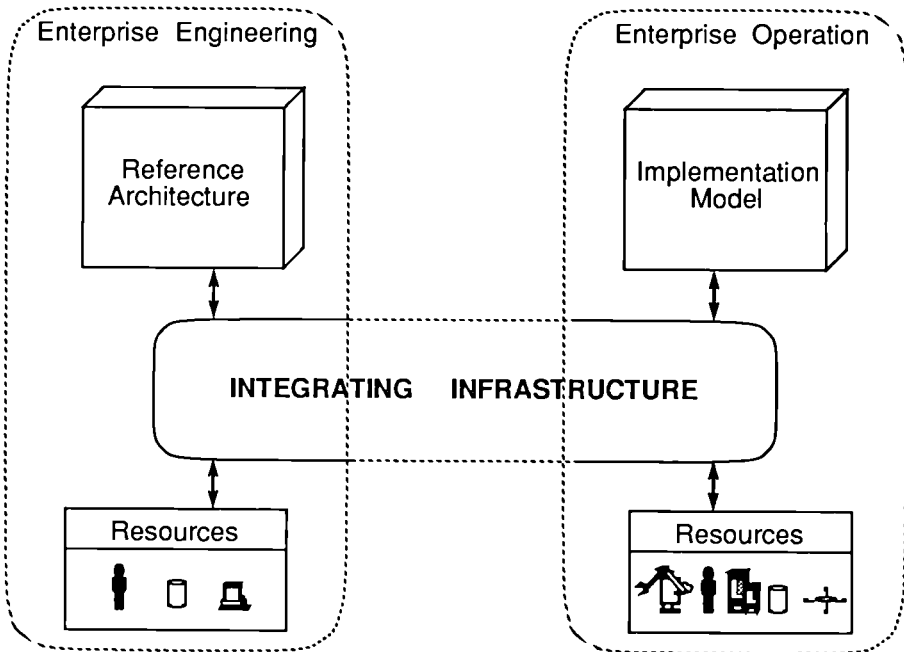 Enterprise Engineering
Enterprise Operation
Reference
Architecture
Implementation
Model
INTEGRATING INFRASTRUCTURE
Resources
Resources